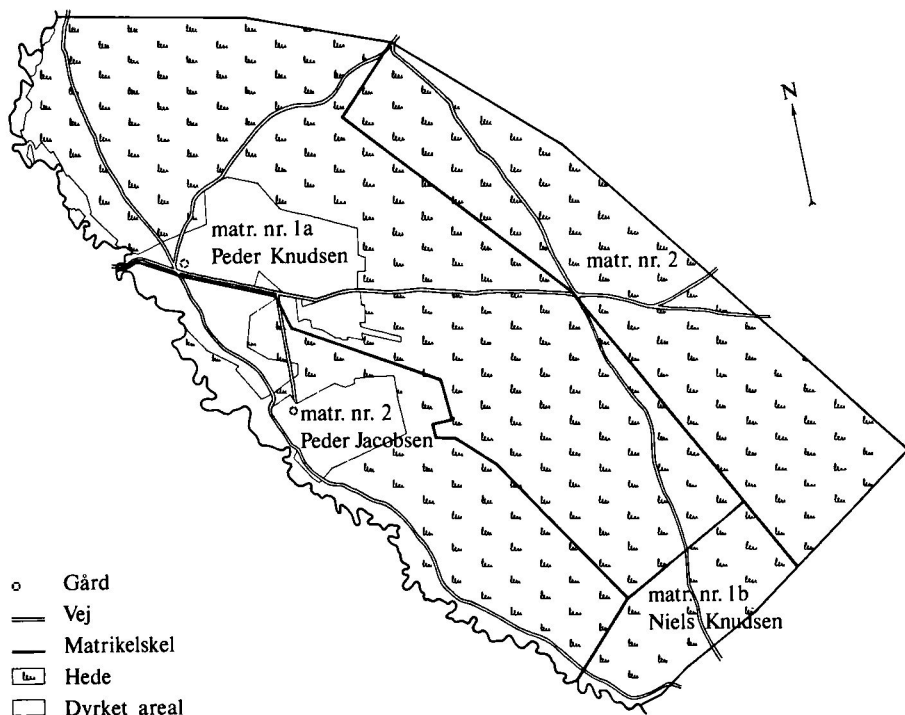 N
matr. nr. 1a
Peder Knudsen
matr. nr. 2
matr. nr. 2
Peder Jacobsen
matr. nr. 1b
Niels Knudsen
Gård
Vej
Matrikelskel
Hede
Dyrket areal